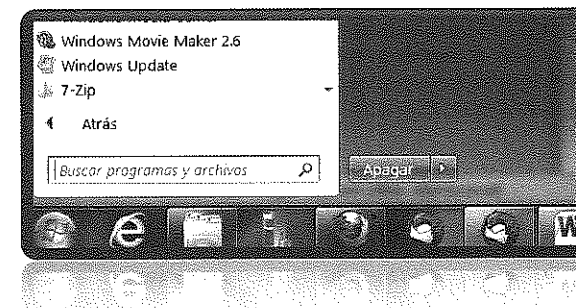 Windows Movie Maker 2.6
Windows Update
7-Zip
Atrás
Buscar programas y archivos
Apagar
W